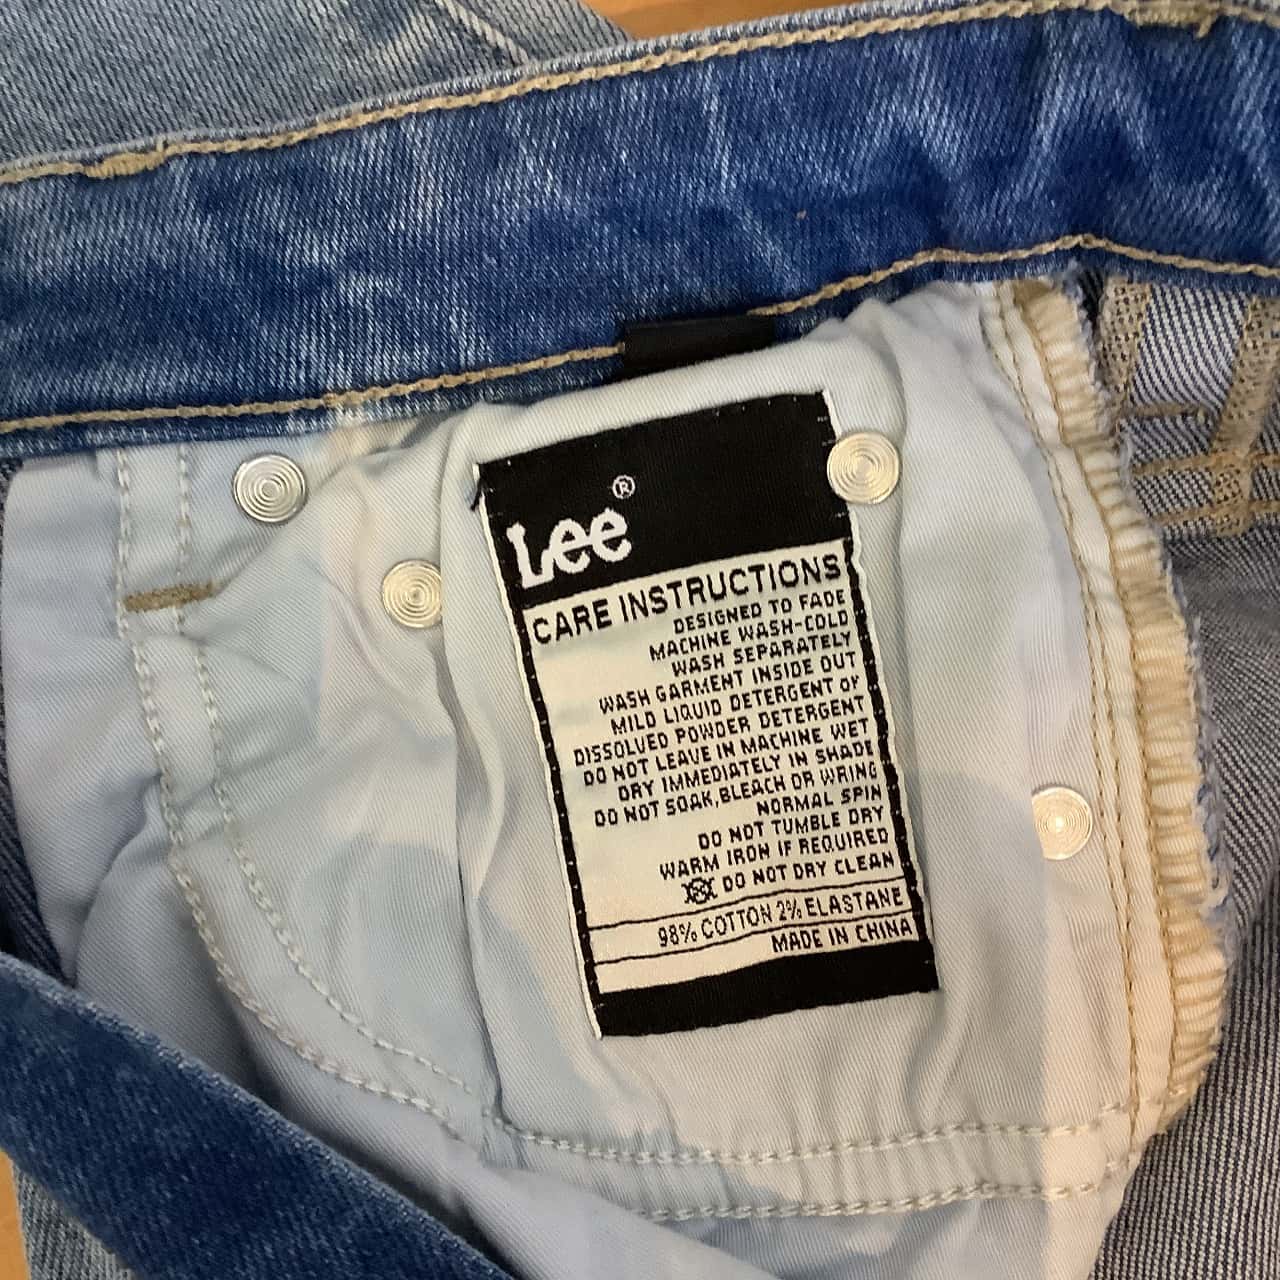 Lee®
CARE INSTRUCTIONS
DESIGNED TO FADE
MACHINE WASH-COLD
WASH SEPARATELY
WASH GARMENT INSIDE OUT
MILD LIQUID DETERGENT OR
DISSOLVED POWDER DETERGENT
DO NOT LEAVE IN MACHINE WET
DRY IMMEDIATELY IN SHADE
DO NOT SOAK,BLEACH OR WRING
NORMAL SPIN
DO NOT TUMBLE DRY
WARM IRON IF REQUIRED
DO NOT DRY CLEAN
98% COTTON 2% ELASTANE
MADE IN CHINA